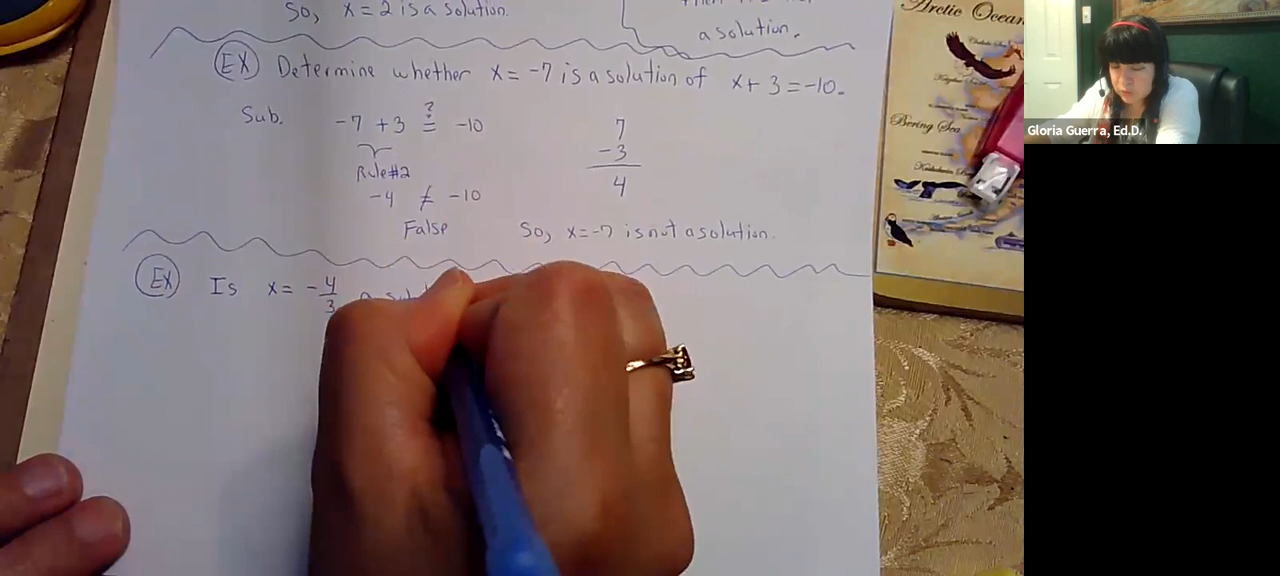 So, x = 2 is a solution.
a solution.
EX Determine whether x = -7 is a solution of x + 3 = -10.
Sub. -7 + 3 ≟ -10
Rule #2
-4 ≠ -10
False
7
-3
4
So, x = -7 is not a solution.
EX Is x = -4/3 a
Arctic Ocean
Bering Sea
Gloria Guerra, Ed.D.